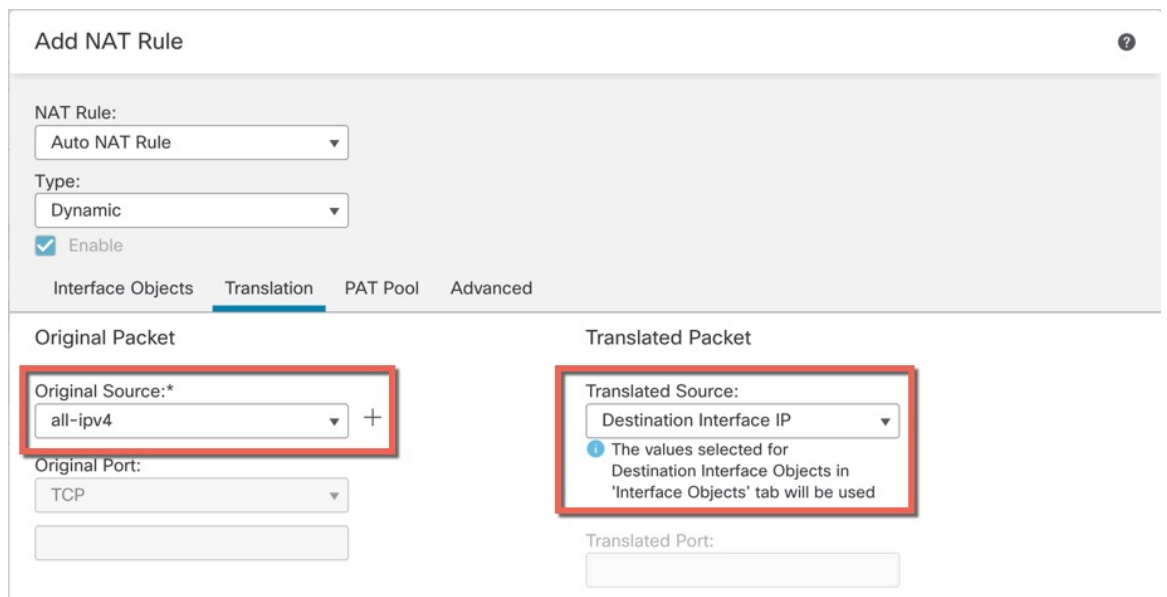 Add NAT Rule
NAT Rule:
Auto NAT Rule
Type:
Dynamic
Enable
Interface Objects Translation PAT Pool Advanced
Original Packet
Original Source:*
all-ipv4
Original Port:
TCP
Translated Packet
Translated Source:
Destination Interface IP
The values selected for
Destination Interface Objects in
'Interface Objects' tab will be used
Translated Port: